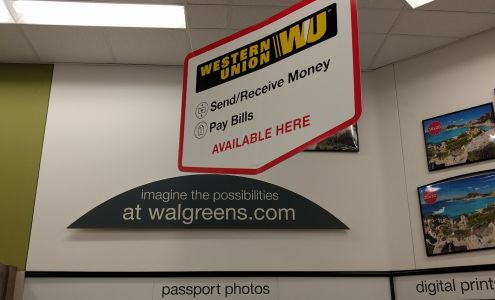 WESTERN WU
UNION
Send/Receive Money
Pay Bills
AVAILABLE HERE
imagine the possibilities
at walgreens.com
passport photos
digital prints